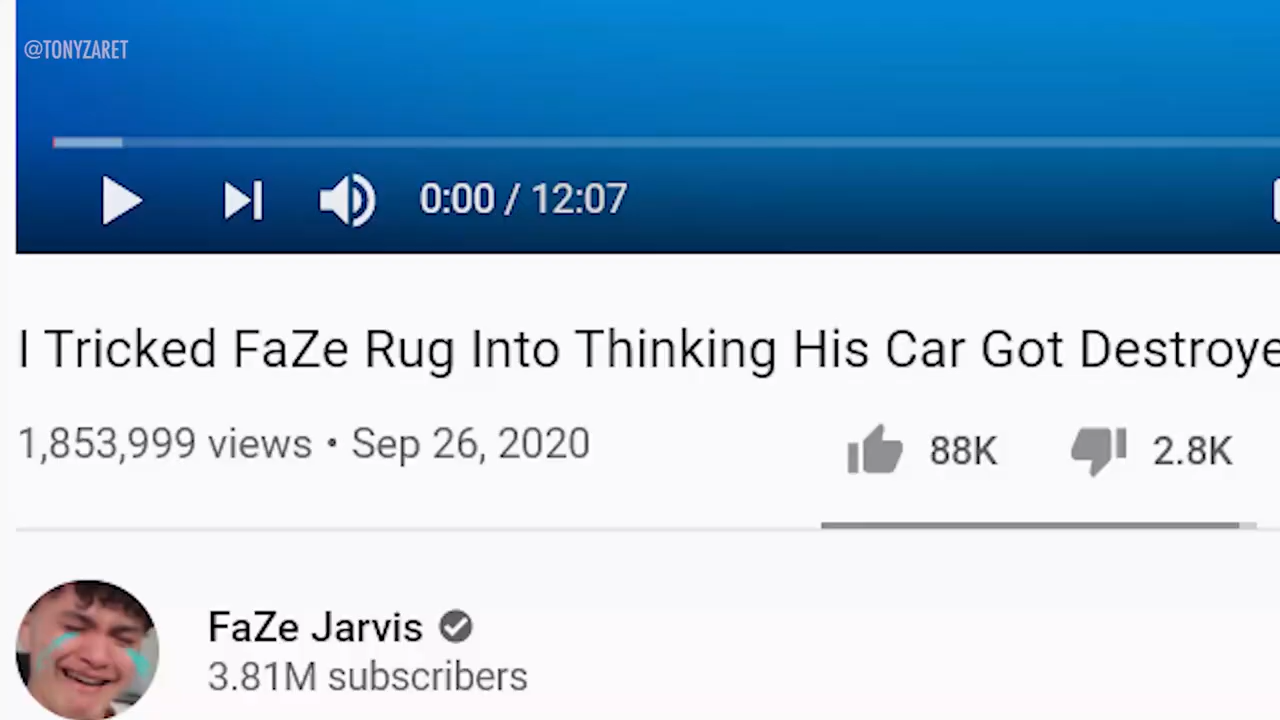 @TONYZARET
0:00 / 12:07
I Tricked FaZe Rug Into Thinking His Car Got Destroye
1,853,999 views • Sep 26, 2020
88K
2.8K
FaZe Jarvis
3.81M subscribers